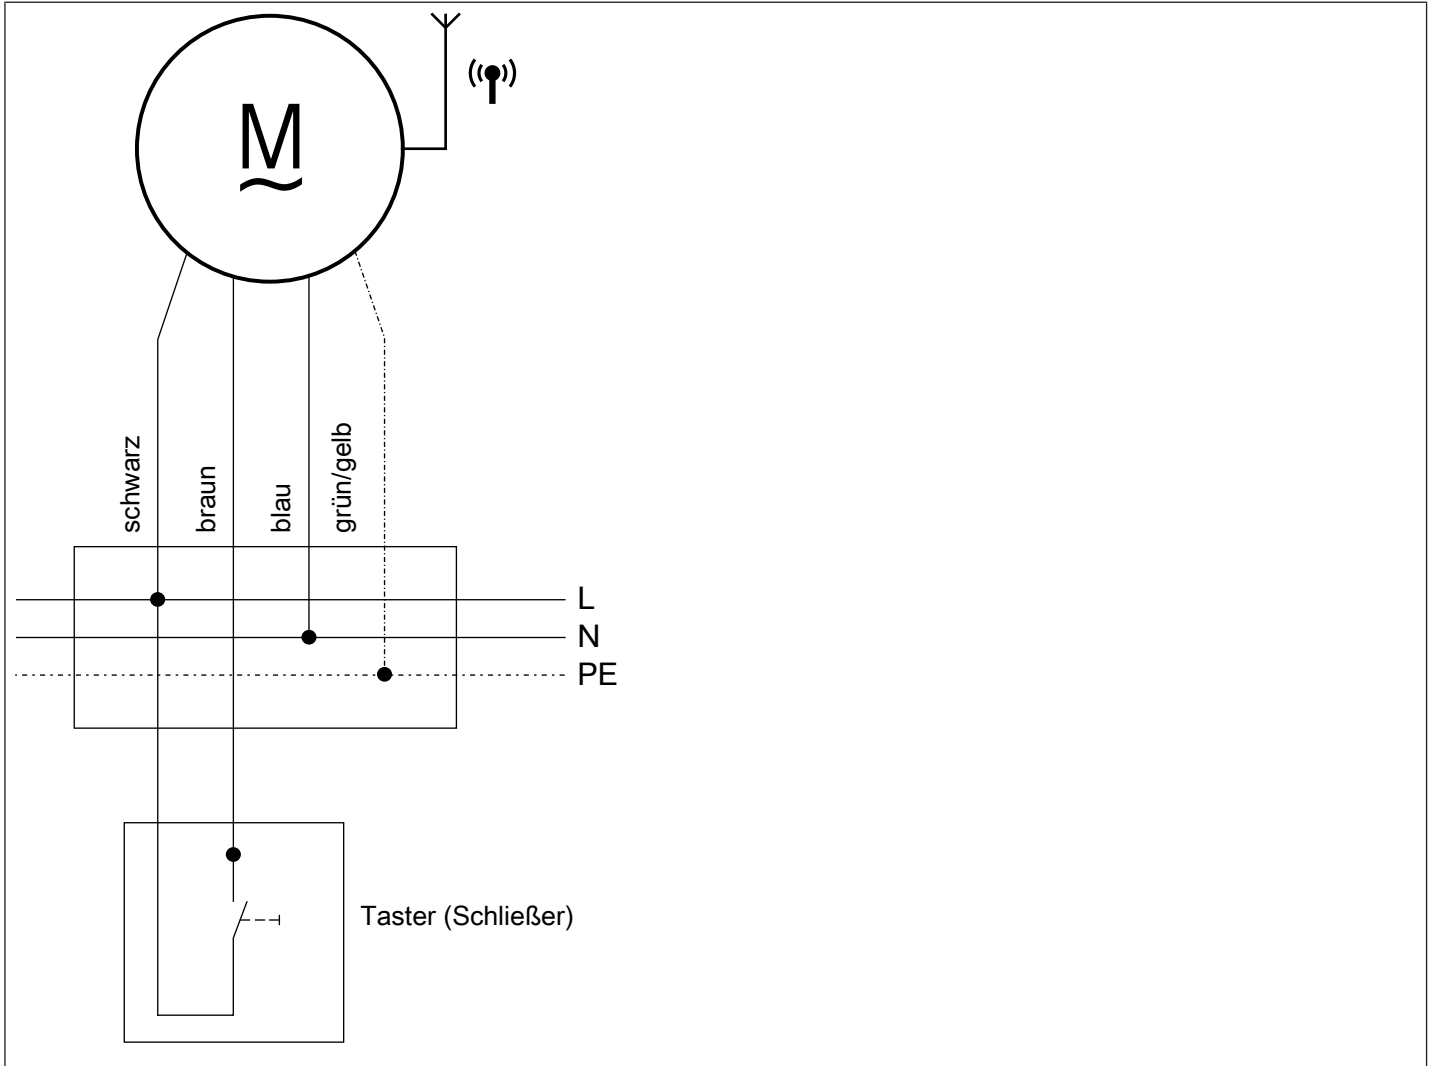 M
schwarz
braun
blau
grün/gelb
L
N
PE
Taster (Schließer)